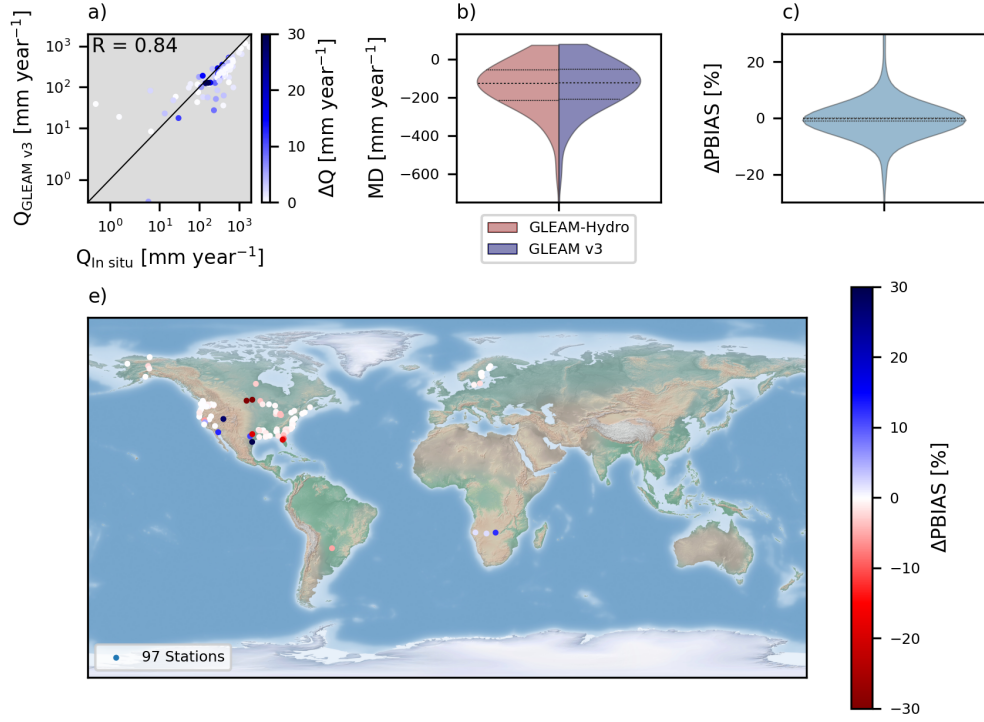 a)
R = 0.84
10³
10²
10¹
10⁰
Q_GLEAM v3 [mm year⁻¹]
10⁰
10¹
10²
10³
Q_In situ [mm year⁻¹]
30
20
10
0
ΔQ [mm year⁻¹]
b)
0
−200
−400
−600
MD [mm year⁻¹]
GLEAM-Hydro
GLEAM v3
c)
20
0
−20
ΔPBIAS [%]
e)
97 Stations
30
20
10
0
−10
−20
−30
ΔPBIAS [%]